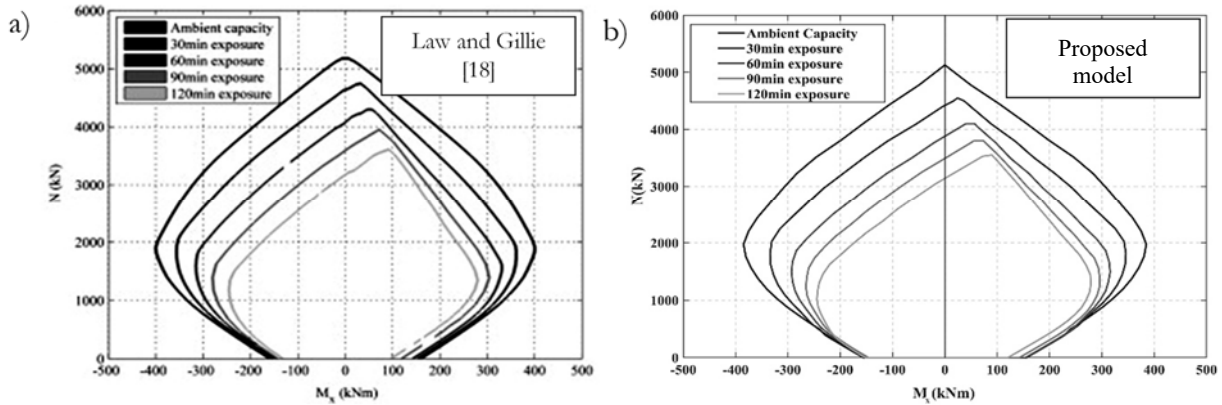 a)
Ambient capacity
30min exposure
60min exposure
90min exposure
120min exposure
Law and Gillie
[18]
N (kN)
6000
5000
4000
3000
2000
1000
0
-500 -400 -300 -200 -100 0 100 200 300 400 500
Mx (kNm)
b)
Ambient Capacity
30min exposure
60min exposure
90min exposure
120min exposure
Proposed
model
N(kN)
6000
5000
4000
3000
2000
1000
0
-500 -400 -300 -200 -100 0 100 200 300 400 500
Mx (kNm)